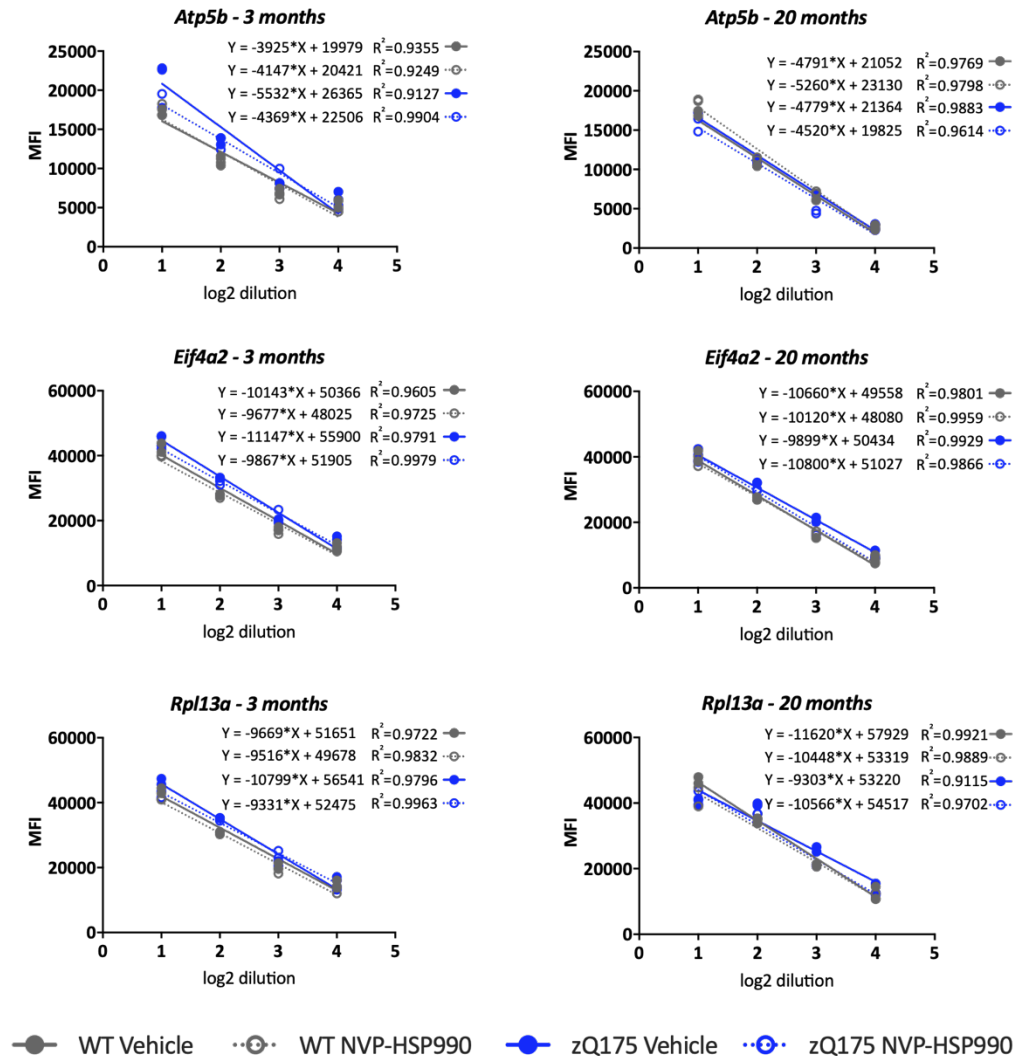 Atp5b - 3 months
Y = -3925*X + 19979 R²=0.9355
Y = -4147*X + 20421 R²=0.9249
Y = -5532*X + 26365 R²=0.9127
Y = -4369*X + 22506 R²=0.9904
MFI
25000
20000
15000
10000
5000
0
0 1 2 3 4 5
log2 dilution
Atp5b - 20 months
Y = -4791*X + 21052 R²=0.9769
Y = -5260*X + 23130 R²=0.9798
Y = -4779*X + 21364 R²=0.9883
Y = -4520*X + 19825 R²=0.9614
MFI
25000
20000
15000
10000
5000
0
0 1 2 3 4 5
log2 dilution
Eif4a2 - 3 months
Y = -10143*X + 50366 R²=0.9605
Y = -9677*X + 48025 R²=0.9725
Y = -11147*X + 55900 R²=0.9791
Y = -9867*X + 51905 R²=0.9979
MFI
60000
40000
20000
0
0 1 2 3 4 5
log2 dilution
Eif4a2 - 20 months
Y = -10660*X + 49558 R²=0.9801
Y = -10120*X + 48080 R²=0.9959
Y = -9899*X + 50434 R²=0.9929
Y = -10800*X + 51027 R²=0.9866
MFI
60000
40000
20000
0
0 1 2 3 4 5
log2 dilution
Rpl13a - 3 months
Y = -9669*X + 51651 R²=0.9722
Y = -9516*X + 49678 R²=0.9832
Y = -10799*X + 56541 R²=0.9796
Y = -9331*X + 52475 R²=0.9963
MFI
60000
40000
20000
0
0 1 2 3 4 5
log2 dilution
Rpl13a - 20 months
Y = -11620*X + 57929 R²=0.9921
Y = -10448*X + 53319 R²=0.9889
Y = -9303*X + 53220 R²=0.9115
Y = -10566*X + 54517 R²=0.9702
MFI
60000
40000
20000
0
0 1 2 3 4 5
log2 dilution
WT Vehicle WT NVP-HSP990 zQ175 Vehicle zQ175 NVP-HSP990